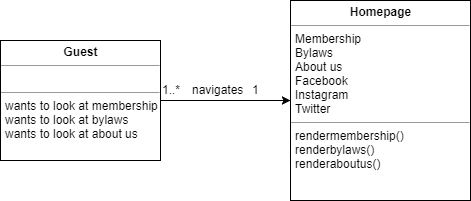 Guest
wants to look at membership
wants to look at bylaws
wants to look at about us
1..* navigates 1
Homepage
Membership
Bylaws
About us
Facebook
Instagram
Twitter
rendermembership()
renderbylaws()
renderaboutus()